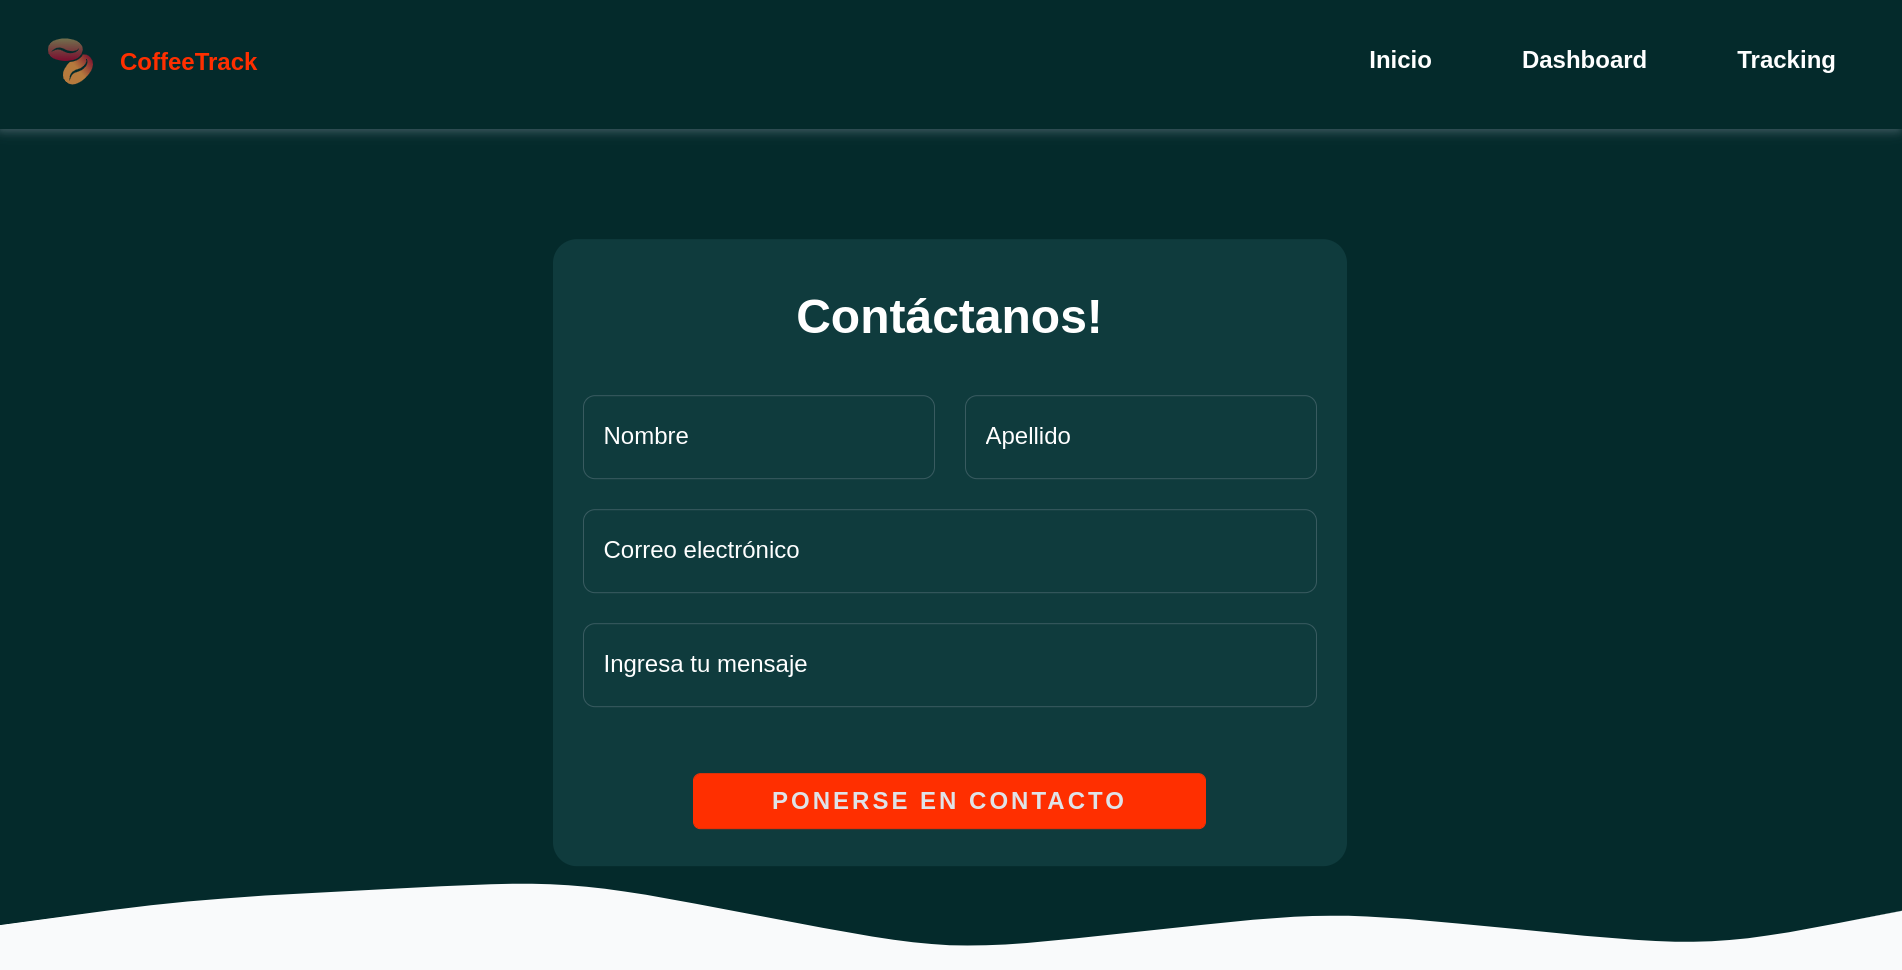 CoffeeTrack
Inicio Dashboard Tracking
Contáctanos!
Nombre Apellido
Correo electrónico
Ingresa tu mensaje
PONERSE EN CONTACTO